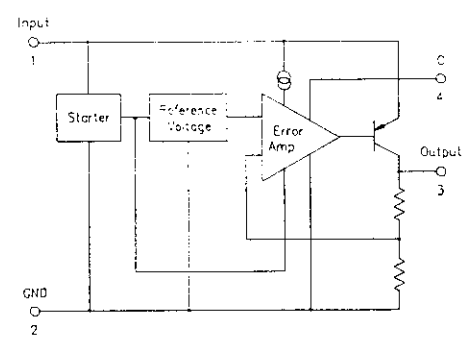 Input
1
C
4
Starter
Reference
Voltage
Error
Amp
Output
3
GND
2